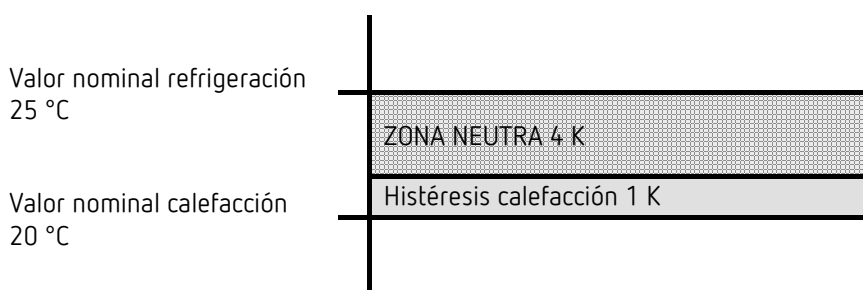 Valor nominal refrigeración
25 °C
ZONA NEUTRA 4 K
Histéresis calefacción 1 K
Valor nominal calefacción
20 °C